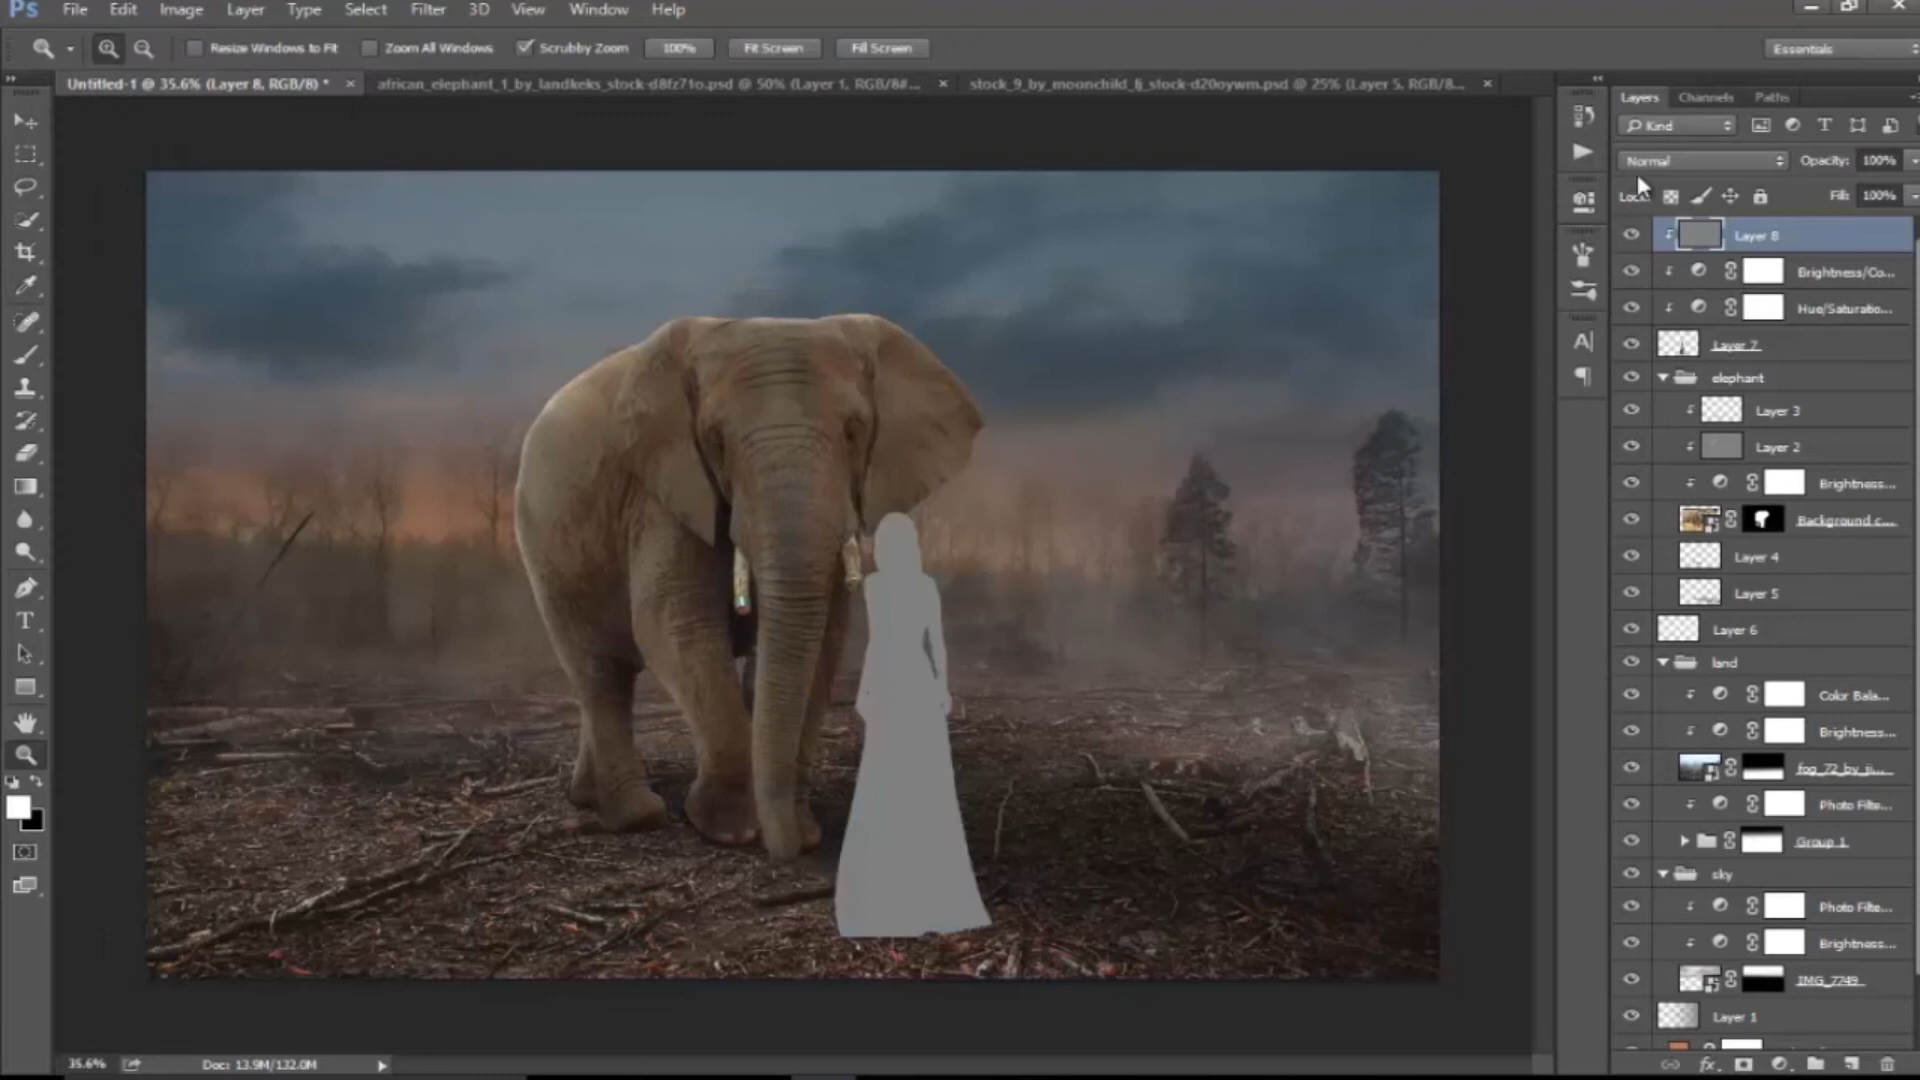 Ps File Edit Image Layer Type Select Filter 3D View Window Help
Resize Windows to Fit Zoom All Windows Scrubby Zoom 100% Fit Screen Fill Screen Essentials
Untitled-1 @ 35.6% (Layer 8, RGB/8) * african_elephant_1_by_landkeks_stock-d8fz71o.psd @ 50% (Layer 1, RGB/8#... stock_9_by_moonchild_lj_stock-d20oywm.psd @ 25% (Layer 5, RGB/8...
Layers Channels Paths
Kind
Normal Opacity: 100%
Lock: Fill: 100%
Layer 8
Brightness/Co...
Hue/Saturatio...
Layer 7
elephant
Layer 3
Layer 2
Brightness...
Background c...
Layer 4
Layer 5
Layer 6
land
Color Bala...
Brightness...
fog_72_by_ji...
Photo Filte...
Group 1
sky
Photo Filte...
Brightness...
IMG_7749
Layer 1
35.6% Doc: 13.9M/132.0M